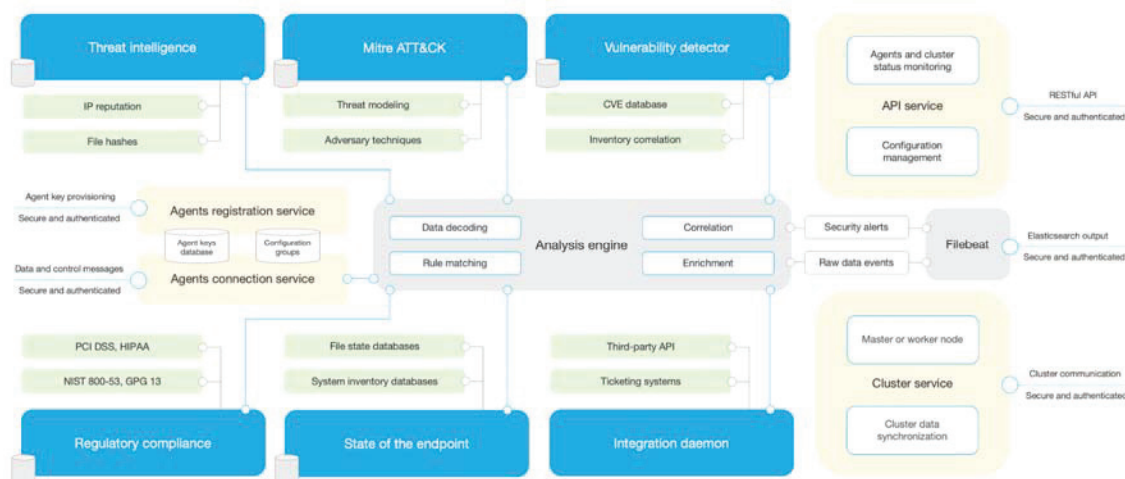 Threat intelligence
Mitre ATT&CK
Vulnerability detector
IP reputation
File hashes
Threat modeling
Adversary techniques
CVE database
Inventory correlation
Agents and cluster
status monitoring
API service
Configuration
management
RESTful API
Secure and authenticated
Agent key provisioning
Secure and authenticated
Agents registration service
Agent keys
database
Configuration
groups
Data and control messages
Secure and authenticated
Agents connection service
Data decoding
Rule matching
Analysis engine
Correlation
Enrichment
Security alerts
Raw data events
Filebeat
Elasticsearch output
Secure and authenticated
PCI DSS, HIPAA
NIST 800-53, GPG 13
File state databases
System inventory databases
Third-party API
Ticketing systems
Regulatory compliance
State of the endpoint
Integration daemon
Master or worker node
Cluster service
Cluster data
synchronization
Cluster communication
Secure and authenticated